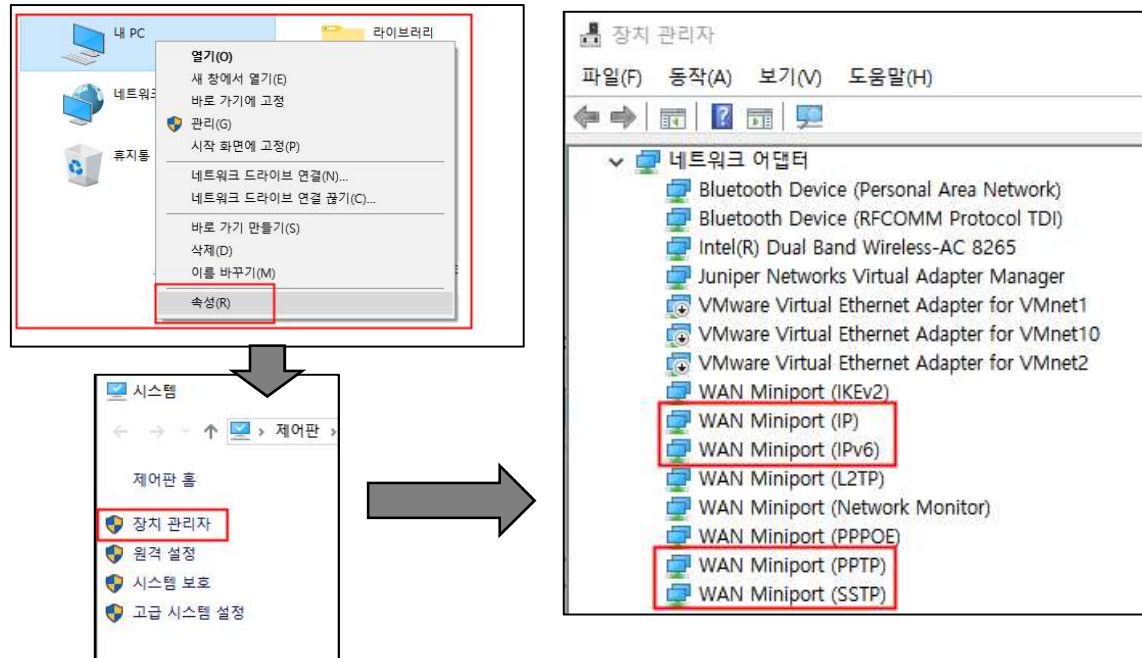 내 PC
라이브러리
열기(O)
새 창에서 열기(E)
네트워크
바로 가기에 고정
관리(G)
시작 화면에 고정(P)
휴지통
네트워크 드라이브 연결(N)...
네트워크 드라이브 연결 끊기(C)...
바로 가기 만들기(S)
삭제(D)
이름 바꾸기(M)
속성(R)
시스템
제어판
제어판 홈
장치 관리자
원격 설정
시스템 보호
고급 시스템 설정
장치 관리자
파일(F) 동작(A) 보기(V) 도움말(H)
네트워크 어댑터
Bluetooth Device (Personal Area Network)
Bluetooth Device (RFCOMM Protocol TDI)
Intel(R) Dual Band Wireless-AC 8265
Juniper Networks Virtual Adapter Manager
VMware Virtual Ethernet Adapter for VMnet1
VMware Virtual Ethernet Adapter for VMnet10
VMware Virtual Ethernet Adapter for VMnet2
WAN Miniport (IKEv2)
WAN Miniport (IP)
WAN Miniport (IPv6)
WAN Miniport (L2TP)
WAN Miniport (Network Monitor)
WAN Miniport (PPPOE)
WAN Miniport (PPTP)
WAN Miniport (SSTP)